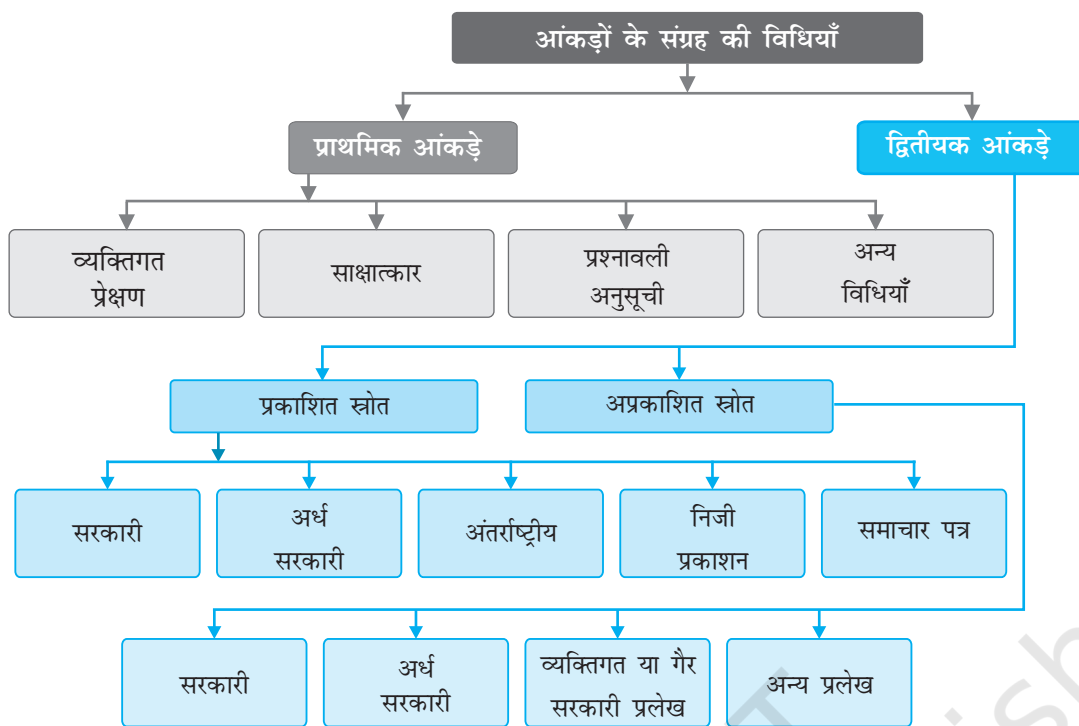 आंकड़ों के संग्रह की विधियाँ
प्राथमिक आंकड़े
द्वितीयक आंकड़े
व्यक्तिगत
प्रेक्षण
साक्षात्कार
प्रश्नावली
अनुसूची
अन्य
विधियाँ
प्रकाशित स्त्रोत
अप्रकाशित स्त्रोत
सरकारी
अर्ध
सरकारी
अंतर्राष्ट्रीय
निजी
प्रकाशन
समाचार पत्र
सरकारी
अर्ध
सरकारी
व्यक्तिगत या गैर
सरकारी प्रलेख
अन्य प्रलेख